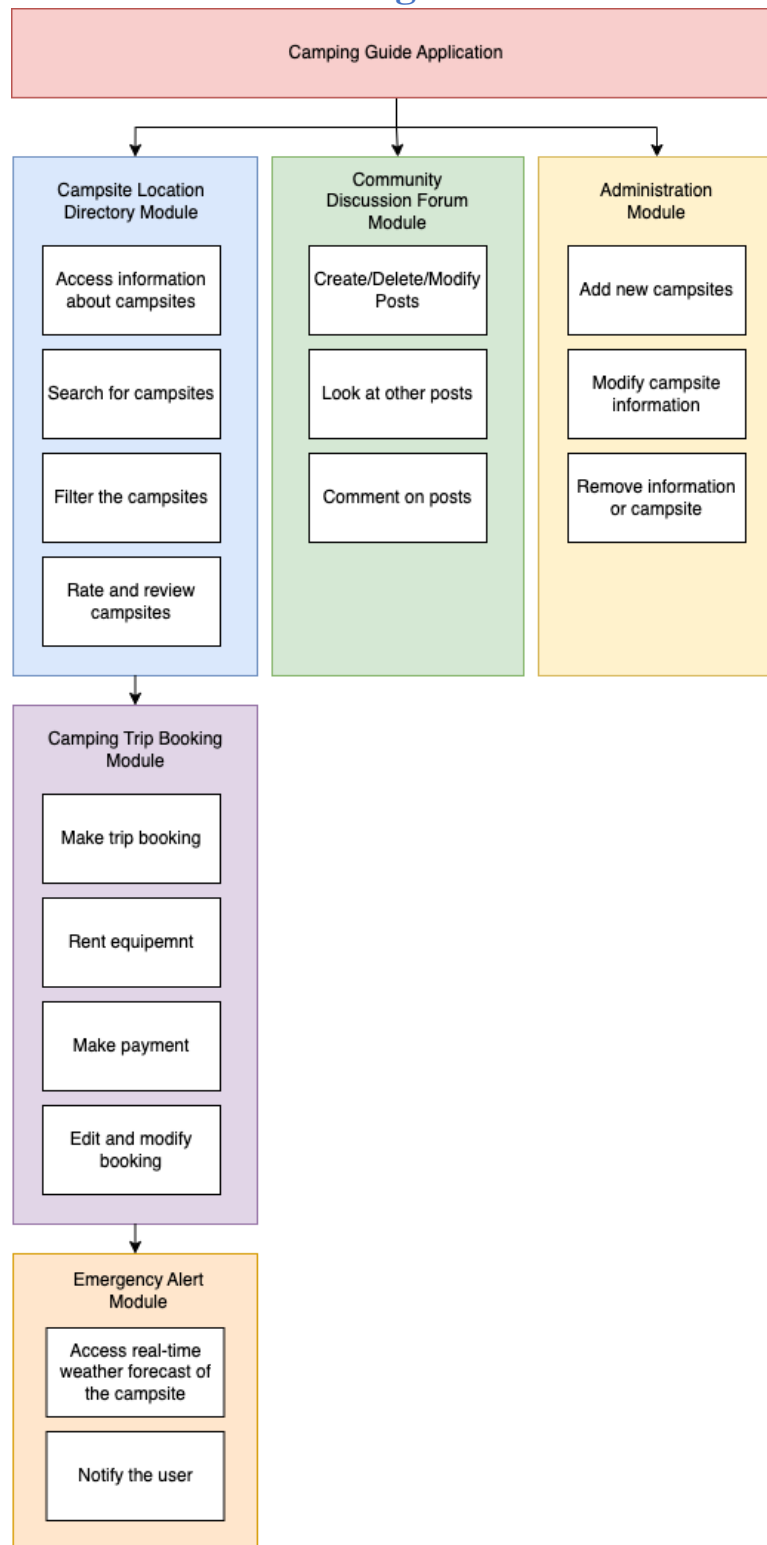 Camping Guide Application
Campsite Location
Directory Module
Access information
about campsites
Search for campsites
Filter the campsites
Rate and review
campsites
Community
Discussion Forum
Module
Create/Delete/Modify
Posts
Look at other posts
Comment on posts
Administration
Module
Add new campsites
Modify campsite
information
Remove information
or campsite
Camping Trip Booking
Module
Make trip booking
Rent equipemnt
Make payment
Edit and modify
booking
Emergency Alert
Module
Access real-time
weather forecast of
the campsite
Notify the user